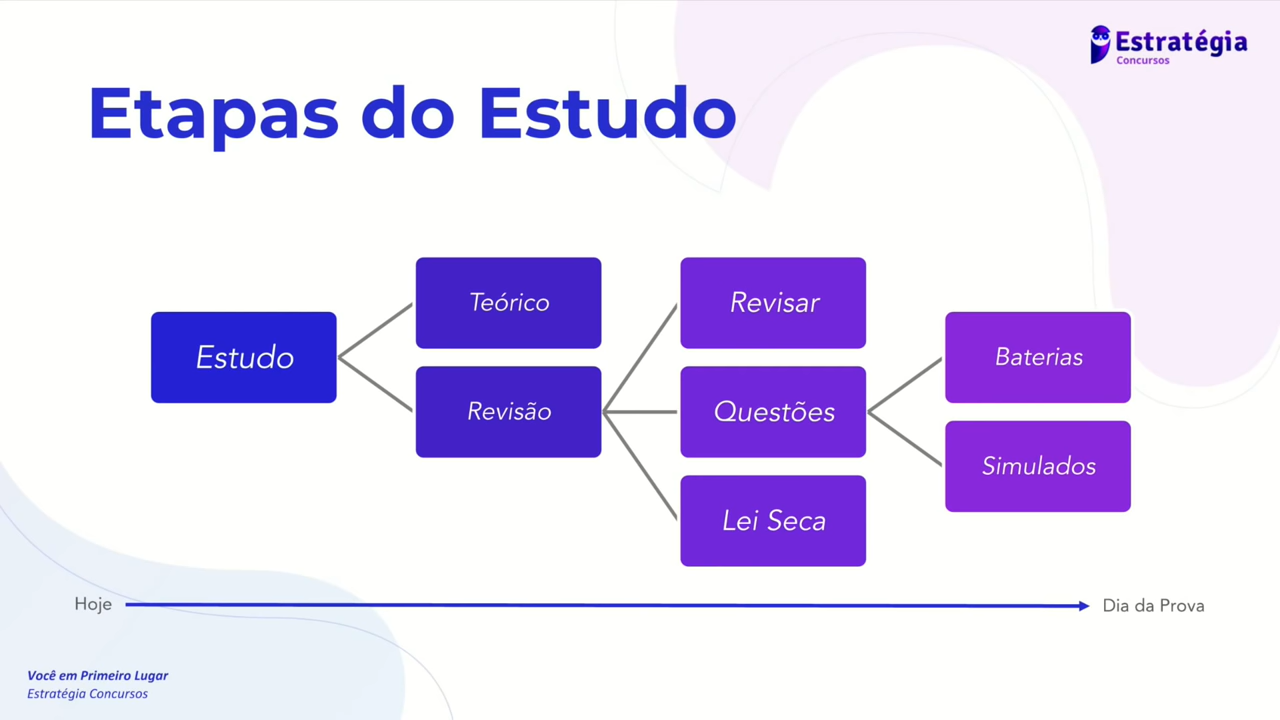 Estratégia
Concursos
Etapas do Estudo
Estudo
Teórico
Revisão
Revisar
Questões
Lei Seca
Baterias
Simulados
Hoje
Dia da Prova
Você em Primeiro Lugar
Estratégia Concursos